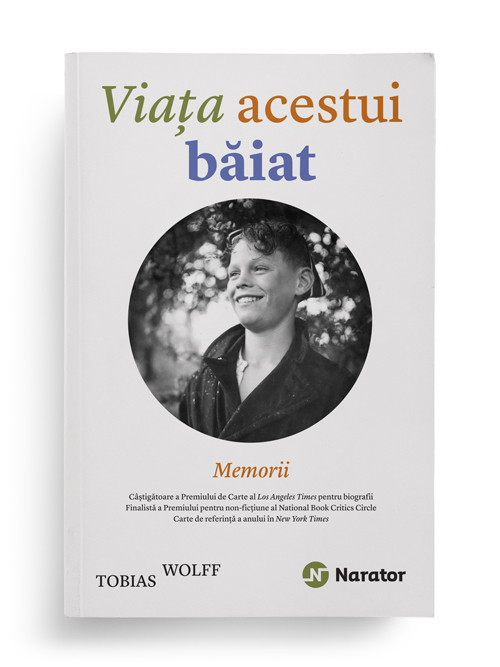 Viața acestui
băiat
Memorii
Câștigătoare a Premiului de Carte al Los Angeles Times pentru biografii
Finalistă a Premiului pentru non-ficțiune al National Book Critics Circle
Carte de referință a anului în New York Times
TOBIAS WOLFF
N Narator